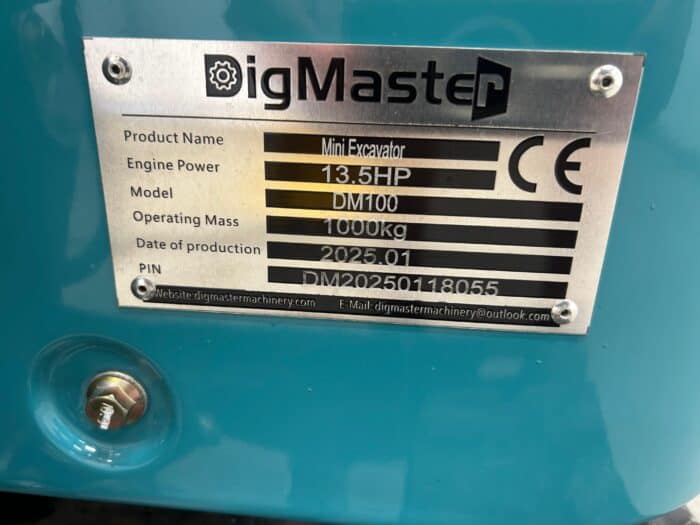 DigMaster
Product Name Mini Excavator
Engine Power 13.5HP
Model DM100
Operating Mass 1000kg
Date of production 2025.01
PIN DM20250118055
CE
Website:digmastermachinery.com E-Mail: digmastermachinery@outlook.com